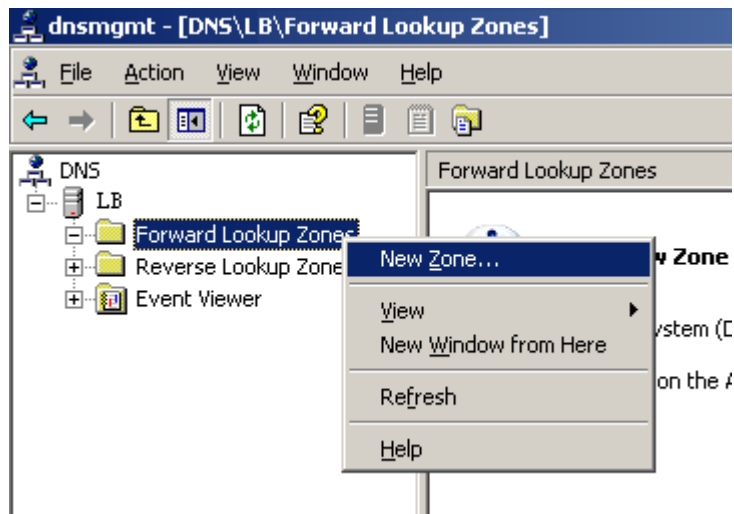 dnsmgmt - [DNS\LB\Forward Lookup Zones]
File Action View Window Help
DNS
LB
Forward Lookup Zones
Reverse Lookup Zone
Event Viewer
Forward Lookup Zones
New Zone...
View
New Window from Here
Refresh
Help
Zone
on the